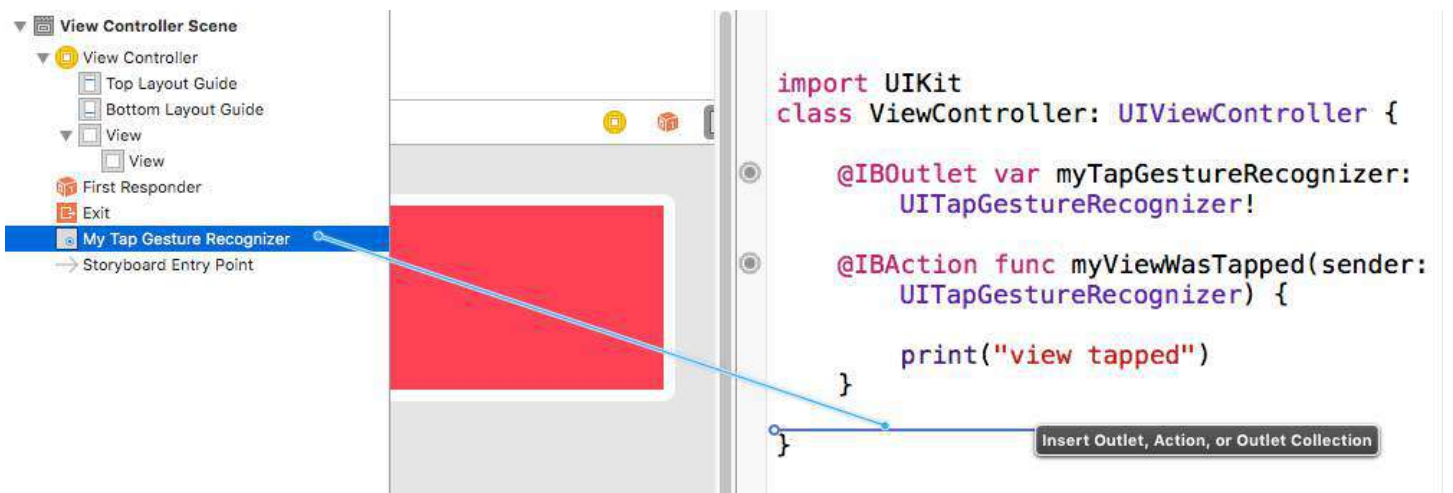 View Controller Scene
View Controller
Top Layout Guide
Bottom Layout Guide
View
View
First Responder
Exit
My Tap Gesture Recognizer
Storyboard Entry Point
import UIKit
class ViewController: UIViewController {
@IBOutlet var myTapGestureRecognizer:
UITapGestureRecognizer!
@IBAction func myViewWasTapped(sender:
UITapGestureRecognizer) {
print("view tapped")
}
}
Insert Outlet, Action, or Outlet Collection